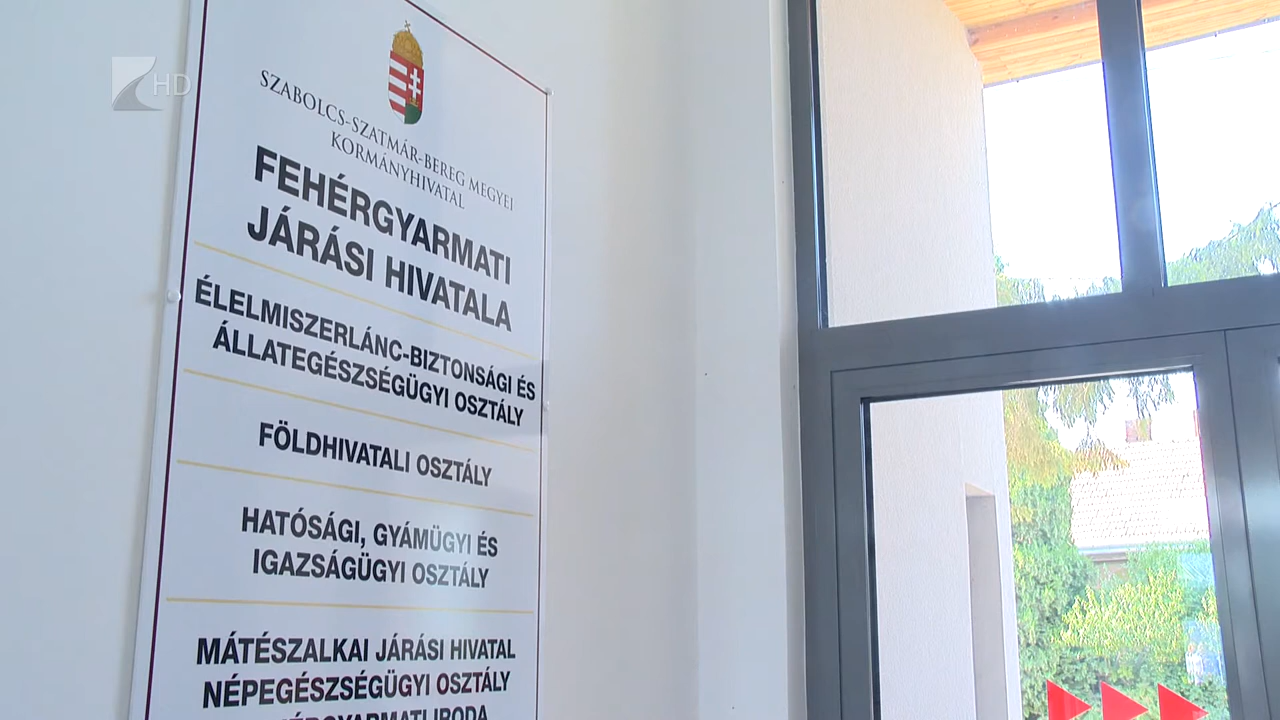 HD
SZABOLCS-SZATMÁR-BEREG MEGYEI
KORMÁNYHIVATAL
FEHÉRGYARMATI
JÁRÁSI HIVATALA
ÉLELMISZERLÁNC-BIZTONSÁGI ÉS
ÁLLATEGÉSZSÉGÜGYI OSZTÁLY
FÖLDHIVATALI OSZTÁLY
HATÓSÁGI, GYÁMÜGYI ÉS
IGAZSÁGÜGYI OSZTÁLY
MÁTÉSZALKAI JÁRÁSI HIVATAL
NÉPEGÉSZSÉGÜGYI OSZTÁLY